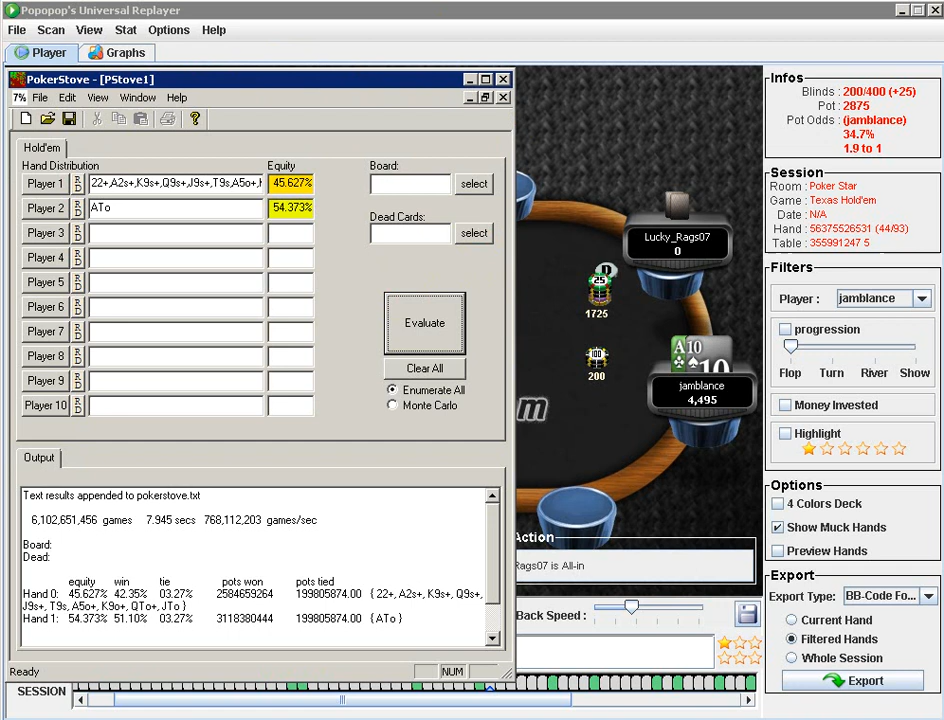 Popopop's Universal Replayer
File Scan View Stat Options Help
Player Graphs
PokerStove - [PStove1]
7% File Edit View Window Help
Hold'em
Hand Distribution Equity Board:
Player 1 R D 22+,A2s+,K9s+,Q9s+,J9s+,T9s,A5o+,K 45.627% select
Player 2 R D ATo 54.373%
Dead Cards:
Player 3 R D select
Player 4 R D
Player 5 R D
Player 6 R D
Player 7 R D
Player 8 R D
Player 9 R D
Player 10 R D
Evaluate
Clear All
Enumerate All
Monte Carlo
Output
Text results appended to pokerstove.txt
6,102,651,456 games 7.945 secs 768,112,203 games/sec
Board:
Dead:
equity win tie pots won pots tied
Hand 0: 45.627% 42.35% 03.27% 2584659264 199805874.00 { 22+, A2s+, K9s+, Q9s+,
J9s+, T9s, A5o+, K9o+, QTo+, JTo }
Hand 1: 54.373% 51.10% 03.27% 3118380444 199805874.00 { ATo }
Ready NUM
Lucky_Rags07
0
D
25
1725
100
200
A 10
10
jamblance
4,495
m
Action
Rags07 is All-in
Back Speed :
SESSION
Infos
Blinds : 200/400 (+25)
Pot : 2875
Pot Odds : (jamblance)
34.7%
1.9 to 1
Session
Room : Poker Star
Game : Texas Hold'em
Date : N/A
Hand : 56375526531 (44/93)
Table : 355991247 5
Filters
Player : jamblance
progression
Flop Turn River Show
Money Invested
Highlight
Options
4 Colors Deck
Show Muck Hands
Preview Hands
Export
Export Type: BB-Code Fo...
Current Hand
Filtered Hands
Whole Session
Export